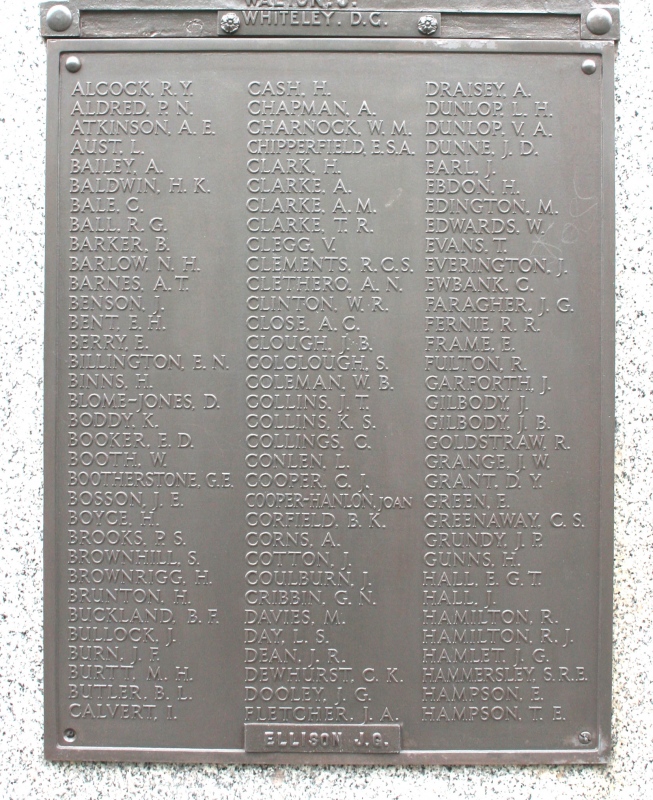 WALTON. J.
WHITELEY. D.G.
ALCOCK, R.Y.
ALDRED, P. N.
ATKINSON, A. E.
AUST, L.
BAILEY, A.
BALDWIN, H. K.
BALE, C.
BALL, R. G.
BARKER, B.
BARLOW, N. H.
BARNES, A.T.
BENSON, J.
BENT, E. H.
BERRY, E.
BILLINGTON, E. N.
BINNS, H.
BLOME-JONES, D.
BODDY, K.
BOOKER, E. D.
BOOTH, W.
BOOTHERSTONE, G.E.
BOSSON, J. E.
BOYCE, H.
BROOKS, P. S.
BROWNHILL, S.
BROWNRIGG, H.
BRUNTON, H.
BUCKLAND, B. F.
BULLOCK, J.
BURN, J. F.
BURTT, M. H.
BUTLER, B. L.
CALVERT, I.
CASH, H.
CHAPMAN, A.
CHARNOCK, W. M.
CHIPPERFIELD, E.S.A.
CLARK, H.
CLARKE, A.
CLARKE, A. M.
CLARKE, T. R.
CLEGG, V.
CLEMENTS, R.C.S.
CLETHERO, A. N.
CLINTON, W. R.
CLOSE, A. G.
CLOUGH, J. B.
COLCLOUGH, S.
COLEMAN, W. B.
COLLINS, J. T.
COLLINS, K. S.
COLLINGS, C.
CONLEN, L.
COOPER, C. J.
COOPER-HANLON, JOAN
CORFIELD, B. K.
CORNS, A.
COTTON, J.
COULBURN, J.
CRIBBIN, G. N.
DAVIES, M.
DAY, L. S.
DEAN, J. R.
DEWHURST, C. K.
DOOLEY, J. G.
FLETCHER, J. A.
DRAISEY, A.
DUNLOP, L. H.
DUNLOP, V. A.
DUNNE, J. D.
EARL, J.
EBDON, H.
EDINGTON, M.
EDWARDS, W.
EVANS, T.
EVERINGTON, J.
EWBANK, C.
FARAGHER, J. G.
FERNIE, R. R.
FRAME, E.
FULTON, R.
GARFORTH, J.
GILBODY, J.
GILBODY, J. B.
GOLDSTRAW, R.
GRANGE, J. W.
GRANT, D. Y.
GREEN, E.
GREENAWAY, C. S.
GRUNDY, J. P.
GUNNS, H.
HALL, E. G. T.
HALL, J.
HAMILTON, R.
HAMILTON, R. J.
HAMLET, J. G.
HAMMERSLEY, S.R.E.
HAMPSON, E.
HAMPSON, T. E.
ELLISON J.G.